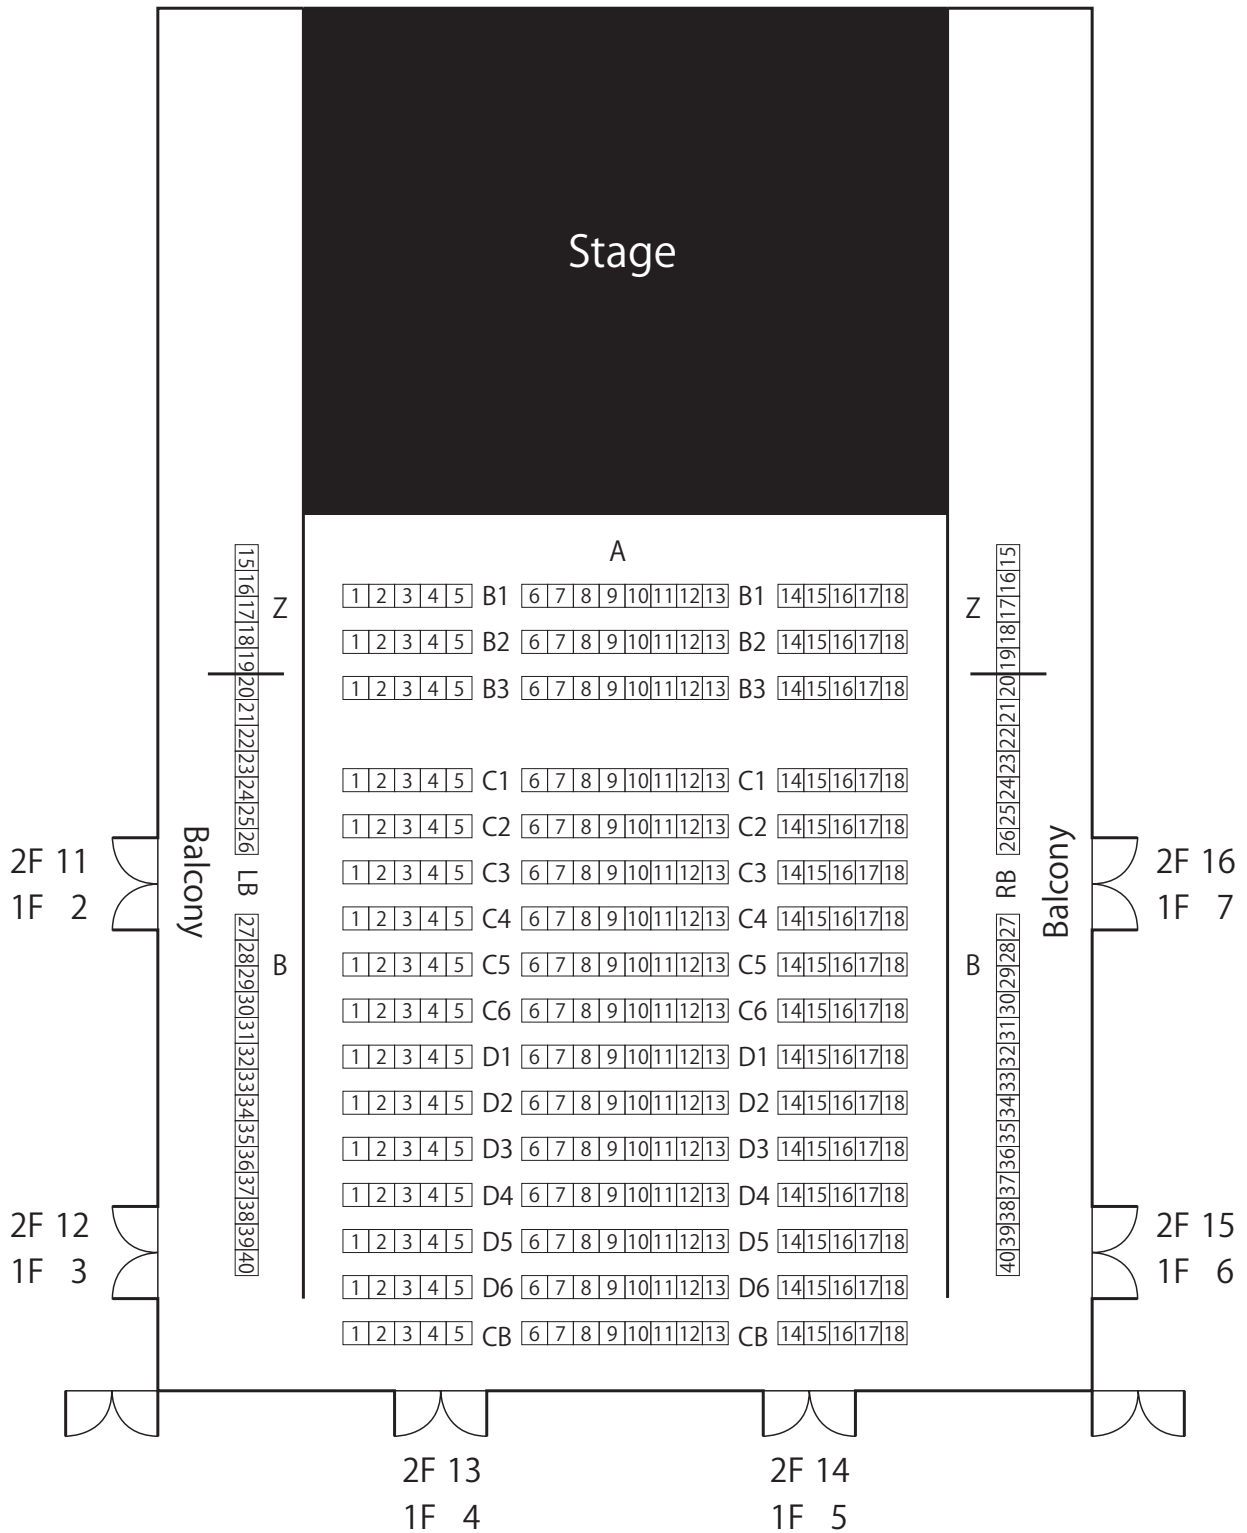 Stage
A
1 2 3 4 5 B1 6 7 8 9 10 11 12 13 B1 14 15 16 17 18
1 2 3 4 5 B2 6 7 8 9 10 11 12 13 B2 14 15 16 17 18
1 2 3 4 5 B3 6 7 8 9 10 11 12 13 B3 14 15 16 17 18
1 2 3 4 5 C1 6 7 8 9 10 11 12 13 C1 14 15 16 17 18
1 2 3 4 5 C2 6 7 8 9 10 11 12 13 C2 14 15 16 17 18
1 2 3 4 5 C3 6 7 8 9 10 11 12 13 C3 14 15 16 17 18
1 2 3 4 5 C4 6 7 8 9 10 11 12 13 C4 14 15 16 17 18
1 2 3 4 5 C5 6 7 8 9 10 11 12 13 C5 14 15 16 17 18
1 2 3 4 5 C6 6 7 8 9 10 11 12 13 C6 14 15 16 17 18
1 2 3 4 5 D1 6 7 8 9 10 11 12 13 D1 14 15 16 17 18
1 2 3 4 5 D2 6 7 8 9 10 11 12 13 D2 14 15 16 17 18
1 2 3 4 5 D3 6 7 8 9 10 11 12 13 D3 14 15 16 17 18
1 2 3 4 5 D4 6 7 8 9 10 11 12 13 D4 14 15 16 17 18
1 2 3 4 5 D5 6 7 8 9 10 11 12 13 D5 14 15 16 17 18
1 2 3 4 5 D6 6 7 8 9 10 11 12 13 D6 14 15 16 17 18
1 2 3 4 5 CB 6 7 8 9 10 11 12 13 CB 14 15 16 17 18
15 16 17 18 19 20 21 22 23 24 25 26 LB 27 28 29 30 31 32 33 34 35 36 37 38 39 40
Z
B
Balcony
2F 11
1F 2
2F 12
1F 3
40 39 38 37 36 35 34 33 32 31 30 29 28 27 RB 26 25 24 23 22 21 20 19 18 17 16 15
Z
B
Balcony
2F 16
1F 7
2F 15
1F 6
2F 13
1F 4
2F 14
1F 5